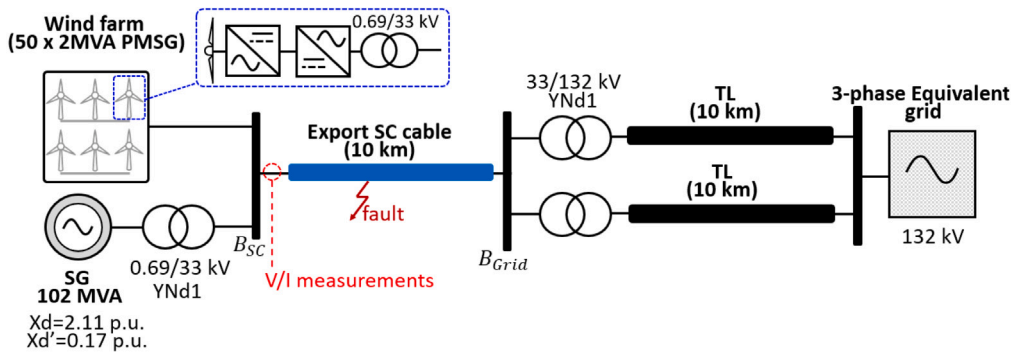 Wind farm
(50 x 2MVA PMSG)
0.69/33 kV
33/132 kV
YNd1
TL
(10 km)
3-phase Equivalent
grid
Export SC cable
(10 km)
TL
(10 km)
fault
132 kV
B_SC
B_Grid
0.69/33 kV
YNd1
V/I measurements
SG
102 MVA
Xd=2.11 p.u.
Xd'=0.17 p.u.